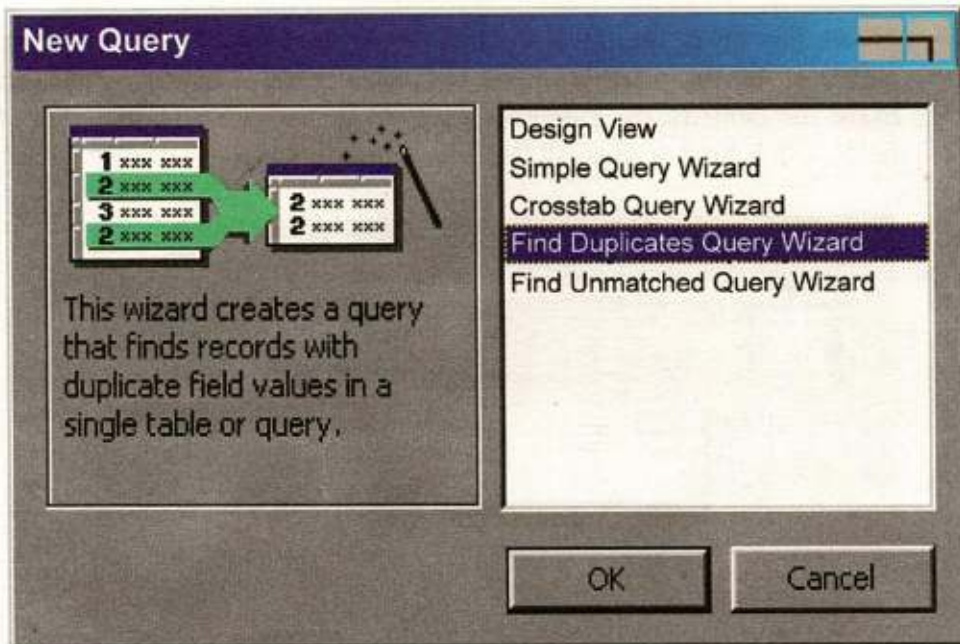 New Query
1 xxx xxx
2 xxx xxx
3 xxx xxx
2 xxx xxx
2 xxx xxx
2 xxx xxx
This wizard creates a query
that finds records with
duplicate field values in a
single table or query.
Design View
Simple Query Wizard
Crosstab Query Wizard
Find Duplicates Query Wizard
Find Unmatched Query Wizard
OK
Cancel